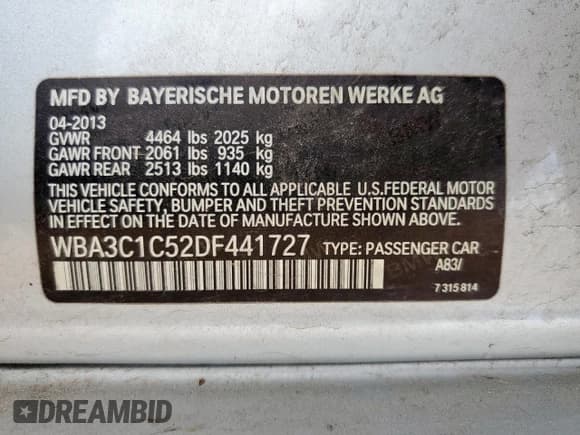 MFD BY BAYERISCHE MOTOREN WERKE AG
04-2013
GVWR 4464 lbs 2025 kg
GAWR FRONT 2061 lbs 935 kg
GAWR REAR 2513 lbs 1140 kg
THIS VEHICLE CONFORMS TO ALL APPLICABLE U.S.FEDERAL MOTOR
VEHICLE SAFETY, BUMPER AND THEFT PREVENTION STANDARDS
IN EFFECT ON THE DATE OF MANUFACTURE SHOWN ABOVE.
WBA3C1C52DF441727 TYPE: PASSENGER CAR
A83/
7 315 814
DREAMBID